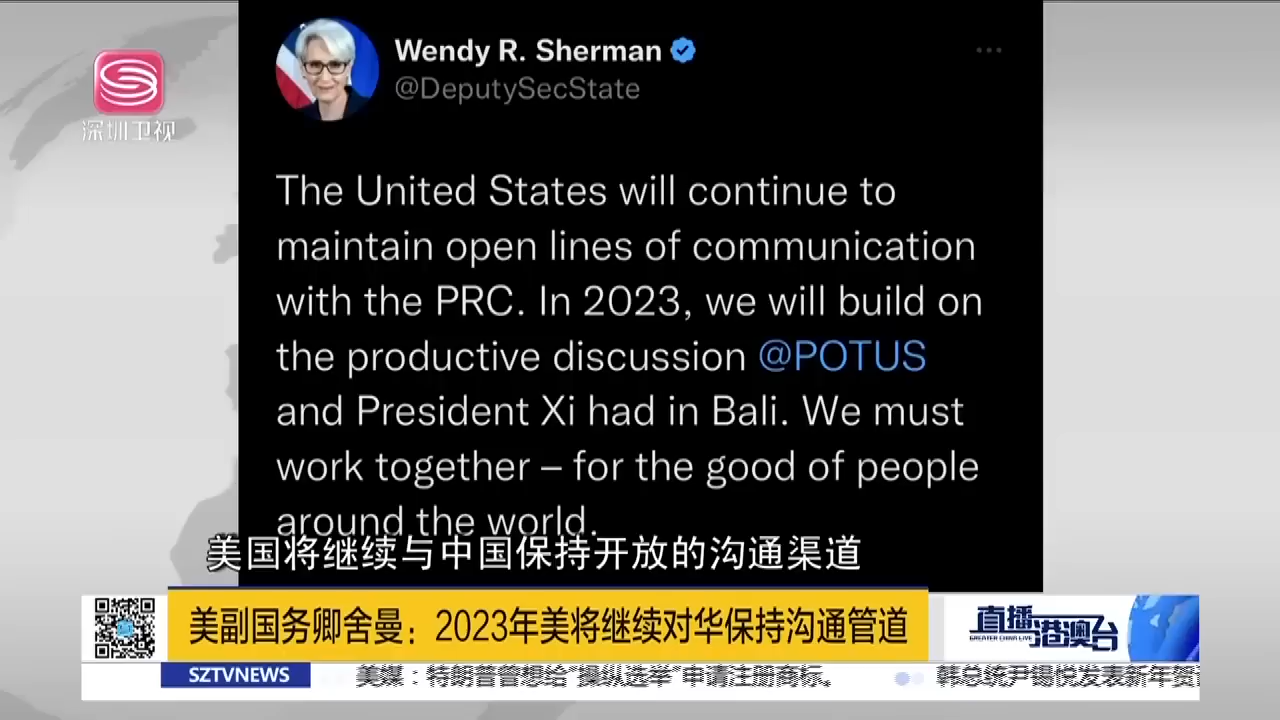 Wendy R. Sherman
@DeputySecState
深圳卫视
The United States will continue to
maintain open lines of communication
with the PRC. In 2023, we will build on
the productive discussion @POTUS
and President Xi had in Bali. We must
work together – for the good of people
around the world.
美国将继续与中国保持开放的沟通渠道
美副国务卿舍曼：2023年美将继续对华保持沟通管道
直播港澳台
GREATER CHINA LIVE
SZTVNEWS
美媒：特朗普曾想给“操纵选举”申请注册商标。
韩总统尹锡悦发表新年贺